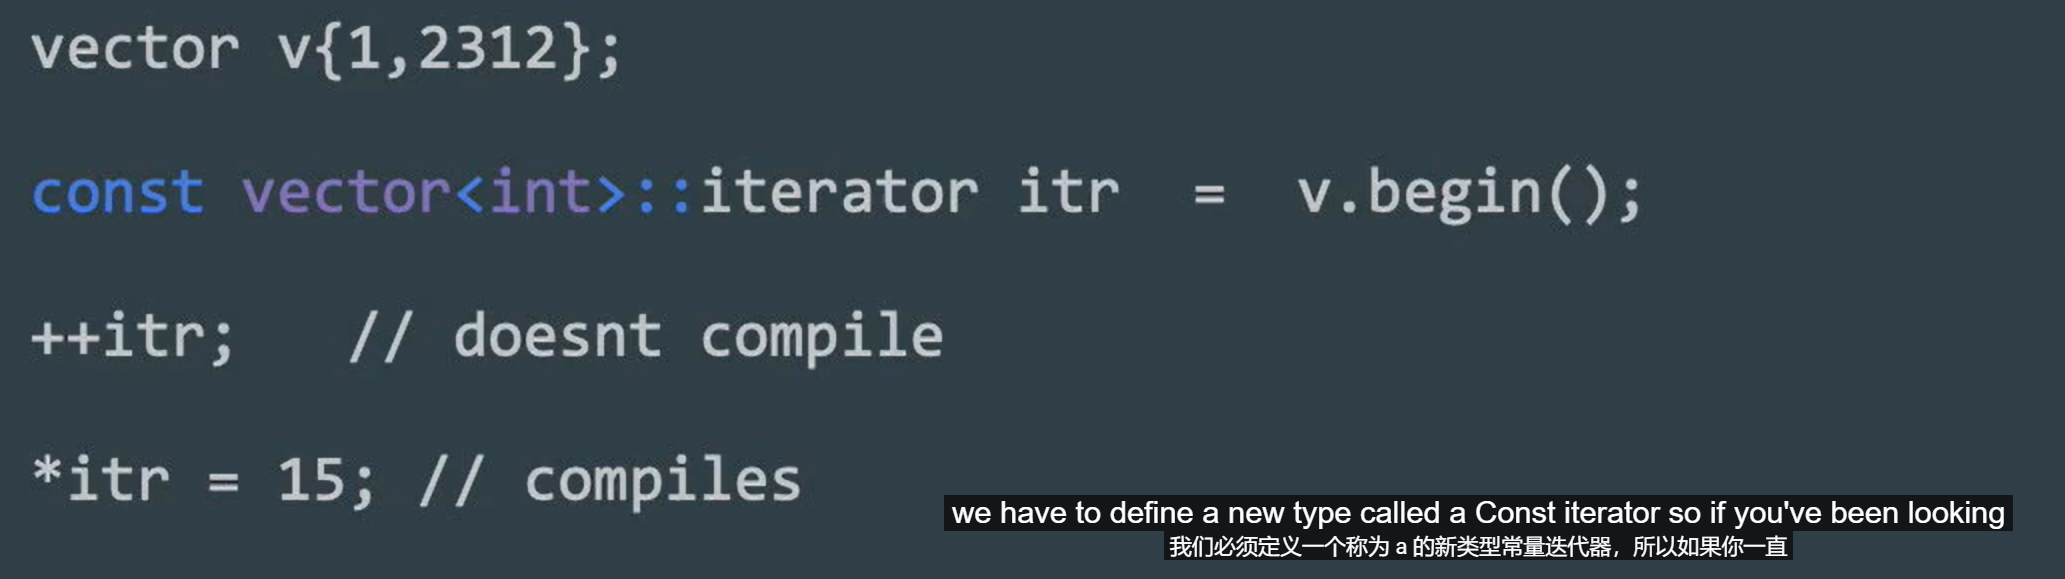 vector v{1,2312};
const vector<int>::iterator itr  =  v.begin();
++itr;   // doesnt compile
*itr = 15; // compiles
we have to define a new type called a Const iterator so if you've been looking
我们必须定义一个称为 a 的新类型常量迭代器，所以如果你一直